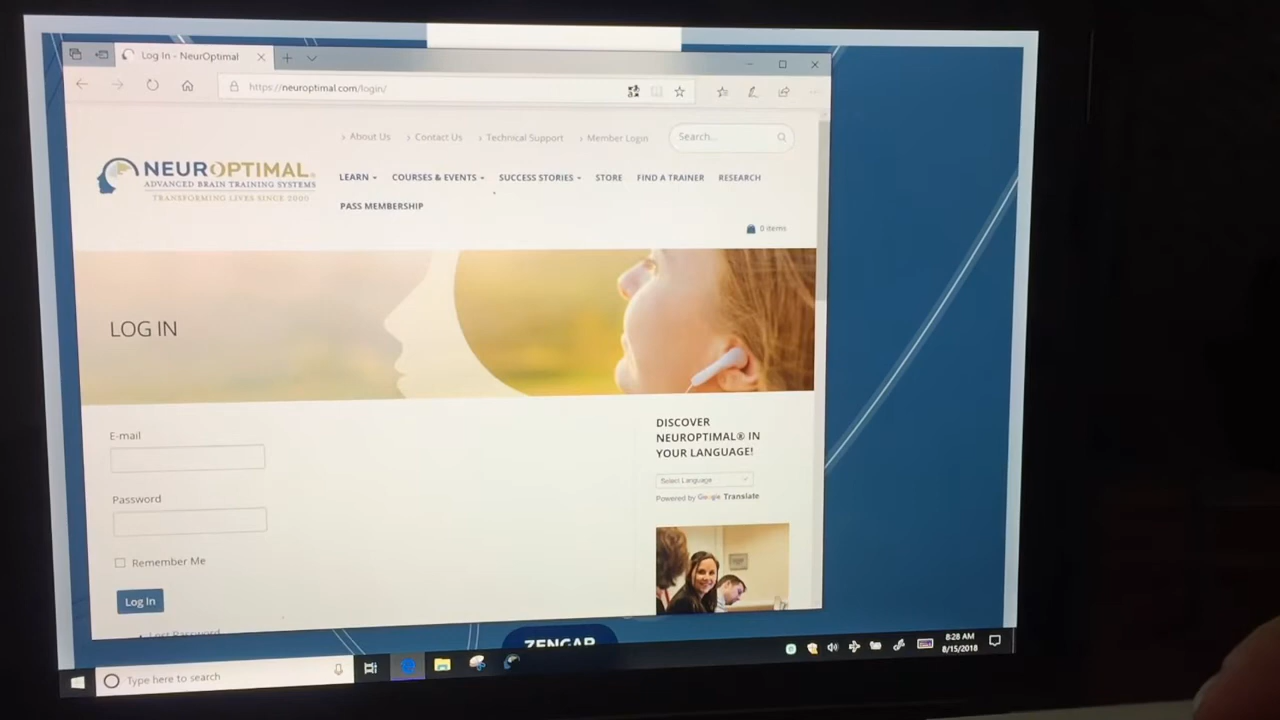 Log In - NeurOptimal
https://neuroptimal.com/login/
About Us
Contact Us
Technical Support
Member Login
Search...
NEUROPTIMAL®
ADVANCED BRAIN TRAINING SYSTEMS
TRANSFORMING LIVES SINCE 2000
LEARN
COURSES & EVENTS
SUCCESS STORIES
STORE
FIND A TRAINER
RESEARCH
PASS MEMBERSHIP
0 items
LOG IN
E-mail
Password
Remember Me
Log In
Lost Password
DISCOVER
NEUROPTIMAL® IN
YOUR LANGUAGE!
Select Language
Powered by Google Translate
ZENGAR
Type here to search
8:28 AM
8/15/2018